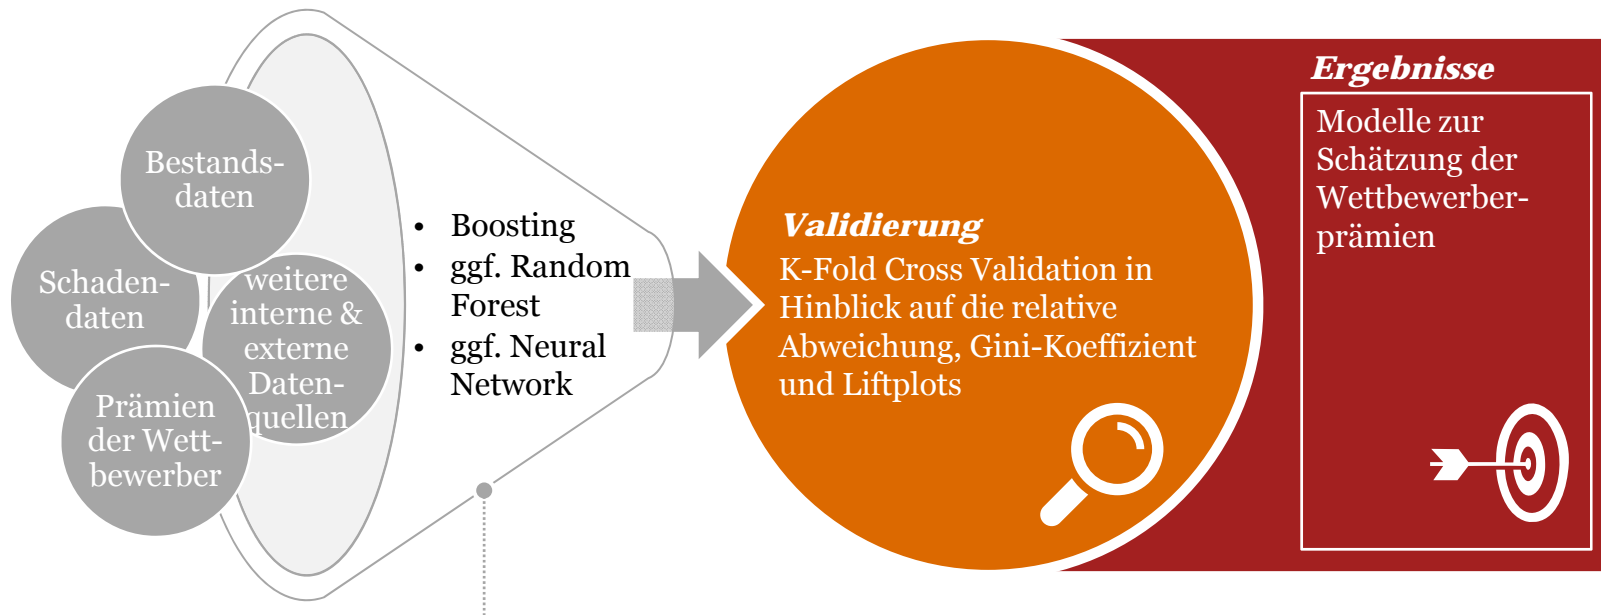 Bestands-
daten
Schaden-
daten
weitere
interne &
externe
Daten-
quellen
Prämien
der Wett-
bewerber
• Boosting
• ggf. Random
Forest
• ggf. Neural
Network
Validierung
K-Fold Cross Validation in
Hinblick auf die relative
Abweichung, Gini-Koeffizient
und Liftplots
Ergebnisse
Modelle zur
Schätzung der
Wettbewerber-
prämien